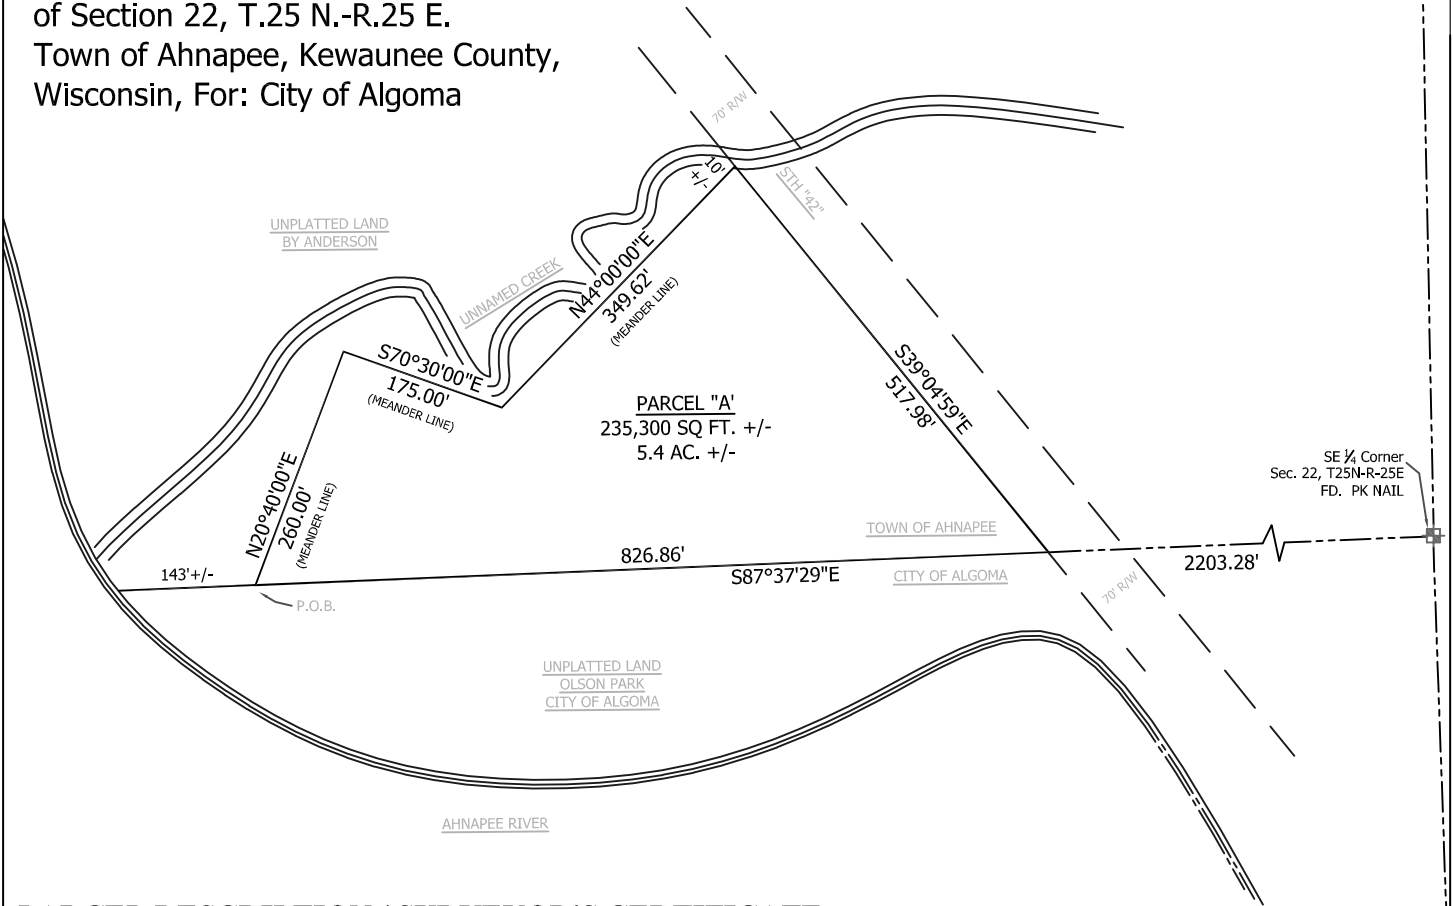 of Section 22, T.25 N.-R.25 E.
Town of Ahnapee, Kewaunee County,
Wisconsin, For: City of Algoma
70' R/W
10'
+/-
STH "42"
UNPLATTED LAND
BY ANDERSON
UNNAMED CREEK
N44°00'00"E
349.62'
(MEANDER LINE)
S70°30'00"E
175.00'
(MEANDER LINE)
S39°04'59"E
517.98'
PARCEL "A'
235,300 SQ FT. +/-
5.4 AC. +/-
N20°40'00"E
260.00'
(MEANDER LINE)
SE ¼ Corner
Sec. 22, T25N-R-25E
FD. PK NAIL
TOWN OF AHNAPEE
826.86'
2203.28'
143'+/-
S87°37'29"E
CITY OF ALGOMA
70' R/W
P.O.B.
UNPLATTED LAND
OLSON PARK
CITY OF ALGOMA
AHNAPEE RIVER
PARCEL DESCRIPTION / SURVEYOR'S CERTIFICATE